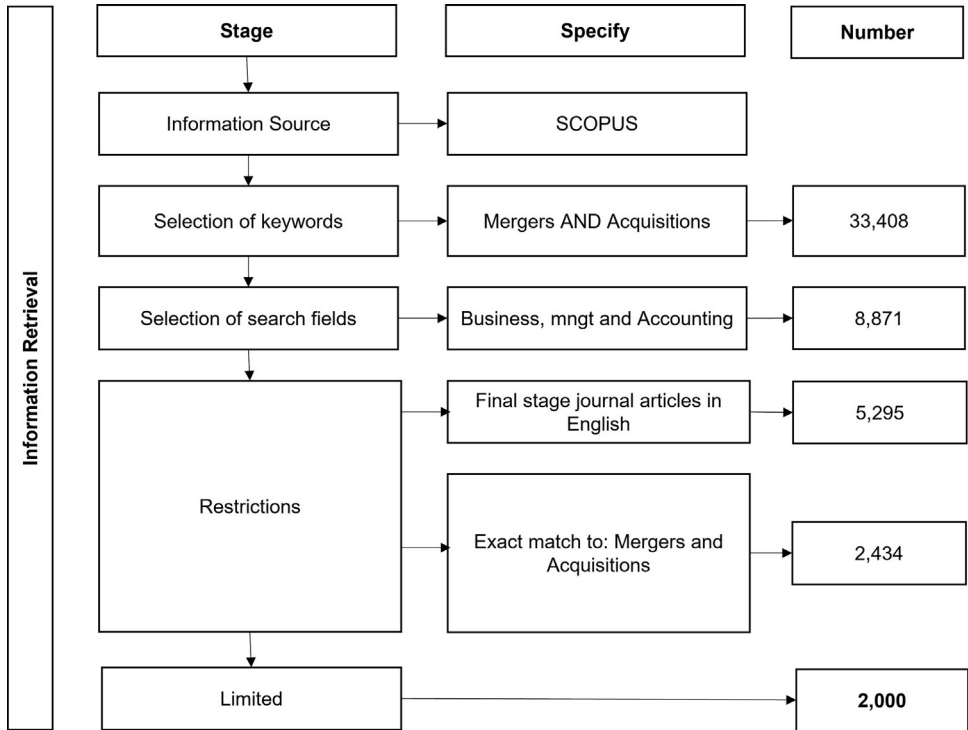 Stage
Specify
Number
Information Retrieval
Information Source
SCOPUS
Selection of keywords
Mergers AND Acquisitions
33,408
Selection of search fields
Business, mngt and Accounting
8,871
Restrictions
Final stage journal articles in
English
5,295
Exact match to: Mergers and
Acquisitions
2,434
Limited
2,000